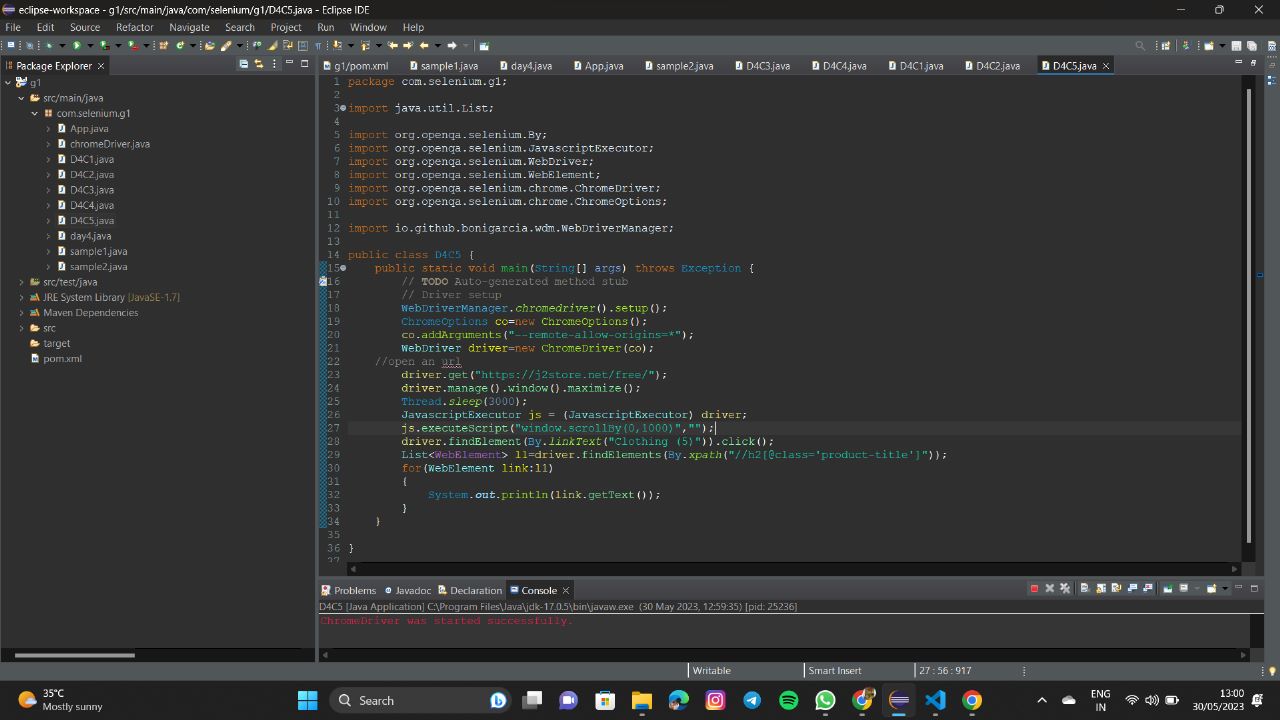 eclipse-workspace - g1/src/main/java/com/selenium/g1/D4C5.java - Eclipse IDE
File Edit Source Refactor Navigate Search Project Run Window Help
Package Explorer
g1
src/main/java
com.selenium.g1
App.java
chromeDriver.java
D4C1.java
D4C2.java
D4C3.java
D4C4.java
D4C5.java
day4.java
sample1.java
sample2.java
src/test/java
JRE System Library [JavaSE-1.7]
Maven Dependencies
src
target
pom.xml
g1/pom.xml sample1.java day4.java App.java sample2.java D4C3.java D4C4.java D4C1.java D4C2.java D4C5.java
1 package com.selenium.g1;
2
3 import java.util.List;
4
5 import org.openqa.selenium.By;
6 import org.openqa.selenium.JavascriptExecutor;
7 import org.openqa.selenium.WebDriver;
8 import org.openqa.selenium.WebElement;
9 import org.openqa.selenium.chrome.ChromeDriver;
10 import org.openqa.selenium.chrome.ChromeOptions;
11
12 import io.github.bonigarcia.wdm.WebDriverManager;
13
14 public class D4C5 {
15 public static void main(String[] args) throws Exception {
16 // TODO Auto-generated method stub
17 // Driver setup
18 WebDriverManager.chromedriver().setup();
19 ChromeOptions co=new ChromeOptions();
20 co.addArguments("--remote-allow-origins=*");
21 WebDriver driver=new ChromeDriver(co);
22 //open an url
23 driver.get("https://j2store.net/free/");
24 driver.manage().window().maximize();
25 Thread.sleep(3000);
26 JavascriptExecutor js = (JavascriptExecutor) driver;
27 js.executeScript("window.scrollBy(0,1000)","");
28 driver.findElement(By.linkText("Clothing (5)")).click();
29 List<WebElement> l1=driver.findElements(By.xpath("//h2[@class='product-title']"));
30 for(WebElement link:l1)
31 {
32 System.out.println(link.getText());
33 }
34 }
35
36 }
37
Problems Javadoc Declaration Console
D4C5 [Java Application] C:\Program Files\Java\jdk-17.0.5\bin\javaw.exe (30 May 2023, 12:59:35) [pid: 25236]
ChromeDriver was started successfully.
Writable Smart Insert 27 : 56 : 917
35°C
Mostly sunny
Search
ENG
IN
13:00
30/05/2023